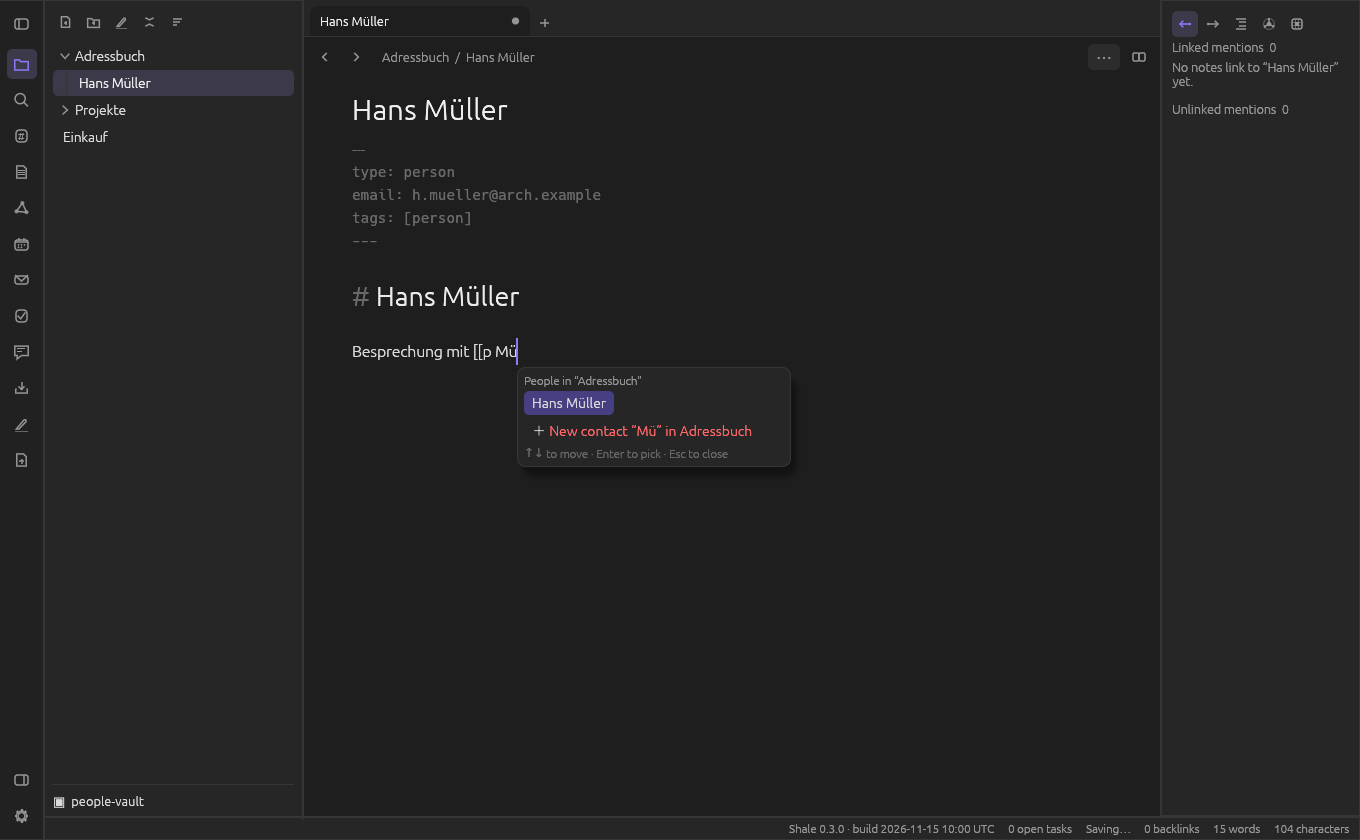 Hans Müller
Adressbuch
Hans Müller
Projekte
Einkauf
people-vault
Adressbuch / Hans Müller
Hans Müller
---
type: person
email: h.mueller@arch.example
tags: [person]
---
# Hans Müller
Besprechung mit [[p Mü
People in “Adressbuch”
Hans Müller
+ New contact “Mü” in Adressbuch
↑↓ to move · Enter to pick · Esc to close
Linked mentions 0
No notes link to “Hans Müller”
yet.
Unlinked mentions 0
Shale 0.3.0 · build 2026-11-15 10:00 UTC 0 open tasks Saving… 0 backlinks 15 words 104 characters